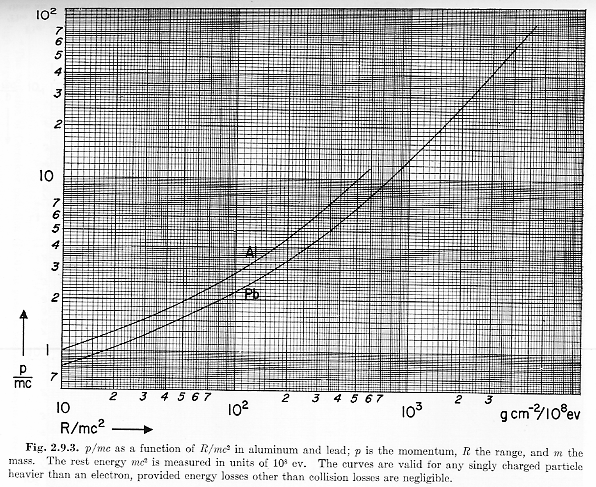 10²
7
6
5
4
3
2
10
7
6
5
4
3
2
1
7
p
mc
Al
Pb
10 2 3 4 5 6 7 10² 2 3 4 5 6 7 10³ 2 3
R/mc² g cm⁻²/10⁸ev
Fig. 2.9.3. p/mc as a function of R/mc² in aluminum and lead; p is the momentum, R the range, and m the
mass. The rest energy mc² is measured in units of 10⁸ ev. The curves are valid for any singly charged particle
heavier than an electron, provided energy losses other than collision losses are negligible.